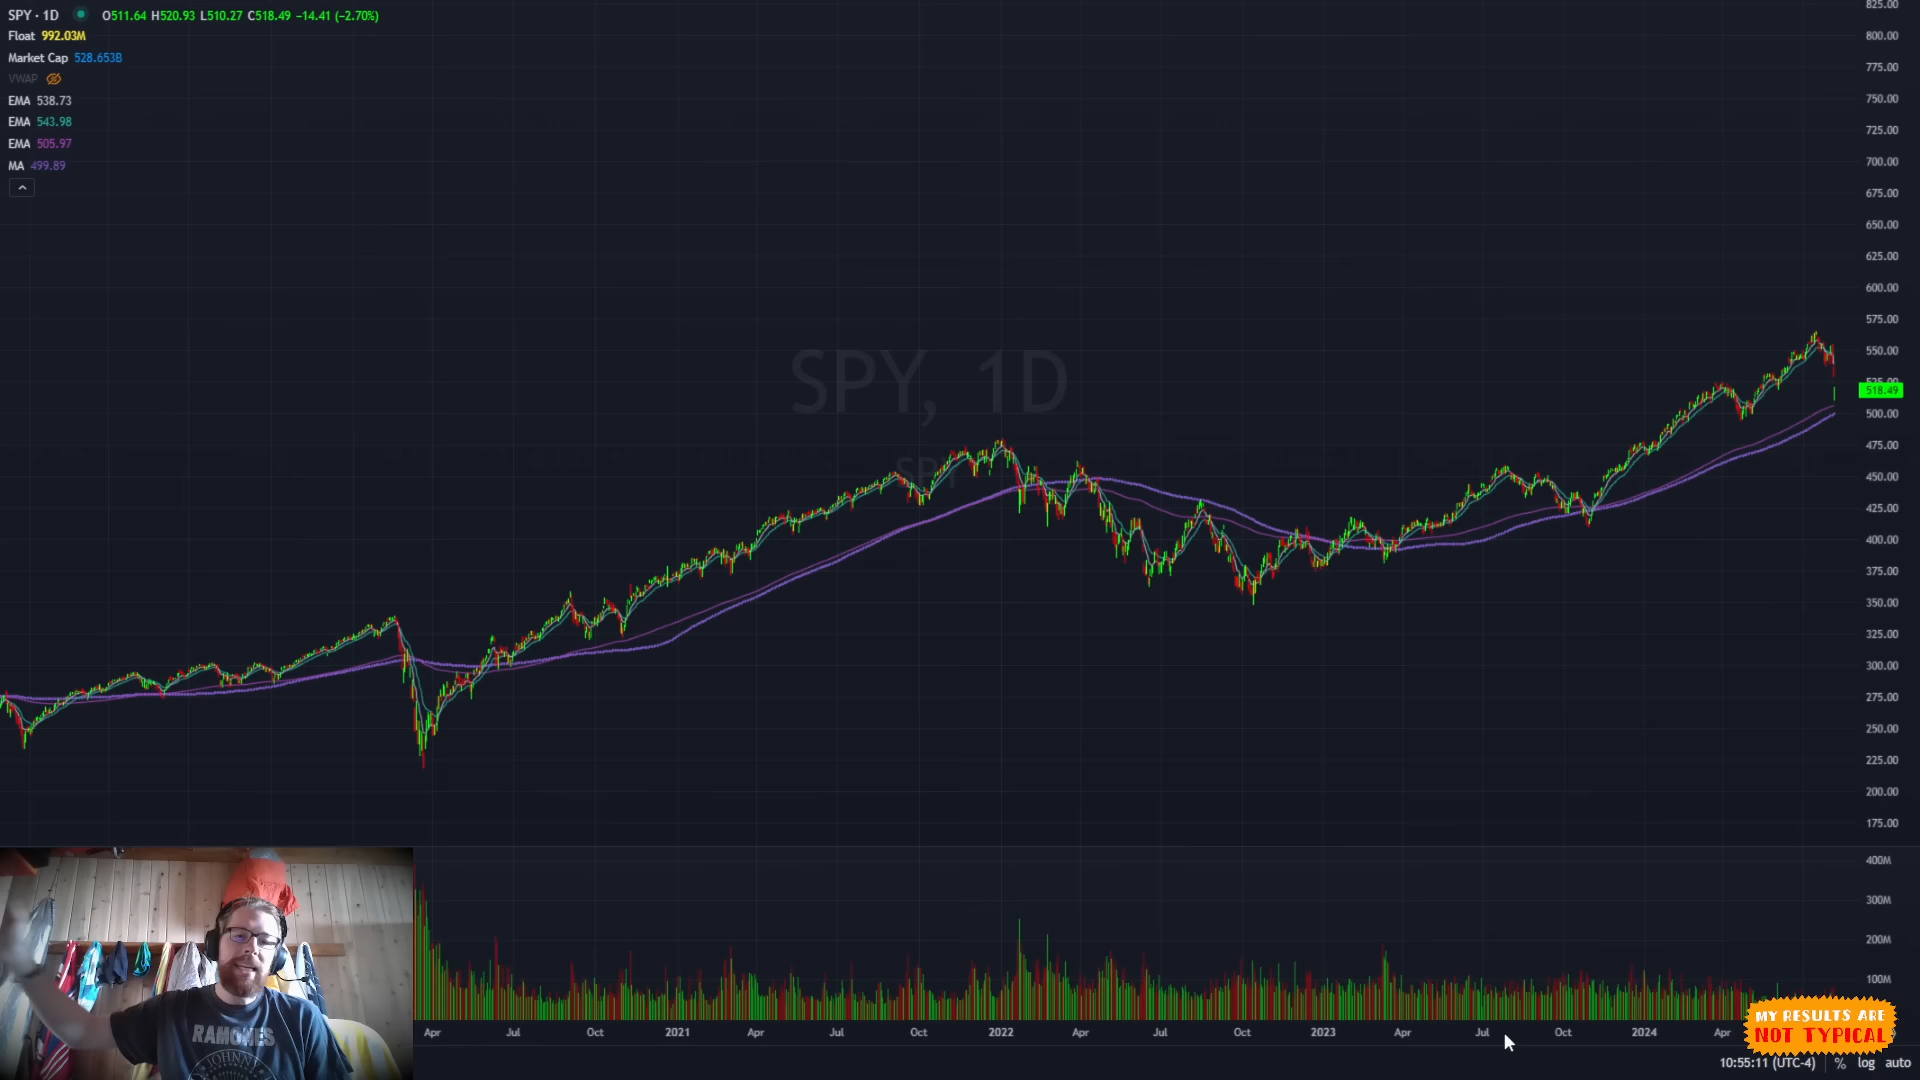 SPY · 1D O511.64 H520.93 L510.27 C518.49 −14.41 (−2.70%)
Float 992.03M
Market Cap 528.653B
VWAP
EMA 538.73
EMA 543.98
EMA 505.97
MA 499.89
SPY, 1D
SPY
825.00
800.00
775.00
750.00
725.00
700.00
675.00
650.00
625.00
600.00
575.00
550.00
525.00
518.49
500.00
475.00
450.00
425.00
400.00
375.00
350.00
325.00
300.00
275.00
250.00
225.00
200.00
175.00
400M
300M
200M
100M
Apr Jul Oct 2021 Apr Jul Oct 2022 Apr Jul Oct 2023 Apr Jul Oct 2024 Apr
MY RESULTS ARE
NOT TYPICAL
10:55:11 (UTC-4) % log auto
RAMONES
JOHNNY